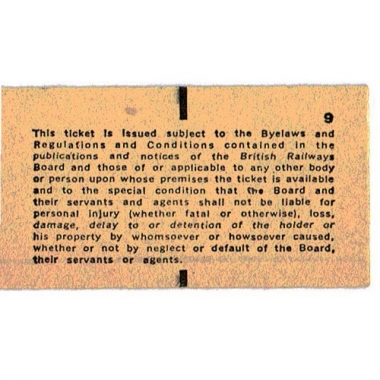 9
This ticket is issued subject to the Byelaws and
Regulations and Conditions contained in the
publications and notices of the British Railways
Board and those of or applicable to any other body
or person upon whose premises the ticket is available
and to the special condition that the Board and
their servants and agents shall not be liable for
personal injury (whether fatal or otherwise), loss,
damage, delay to or detention of the holder or
his property by whomsoever or howsoever caused,
whether or not by neglect or default of the Board,
their servants or agents.